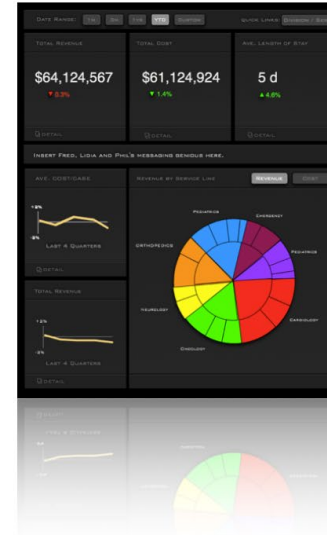 DATE RANGE: YTD CUSTOM QUICK LINKS: DIVISION /
TOTAL REVENUE
$64,124,567
▼ 0.3%
DETAIL
TOTAL COST
$61,124,924
▼ 1.4%
DETAIL
AVE. LENGTH OF STAY
5 d
▲ 4.6%
DETAIL
INSERT FRED, LIDIA AND PHIL'S MESSAGING GENIOUS HERE.
AVE. COST/CASE
LAST 4 QUARTERS
DETAIL
TOTAL REVENUE
LAST 4 QUARTERS
DETAIL
REVENUE BY SERVICE LINE REVENUE COST
PEDIATRICS
EMERGENCY
ORTHOPEDICS
PEDIATRICS
NEUROLOGY
CARDIOLOGY
ONCOLOGY